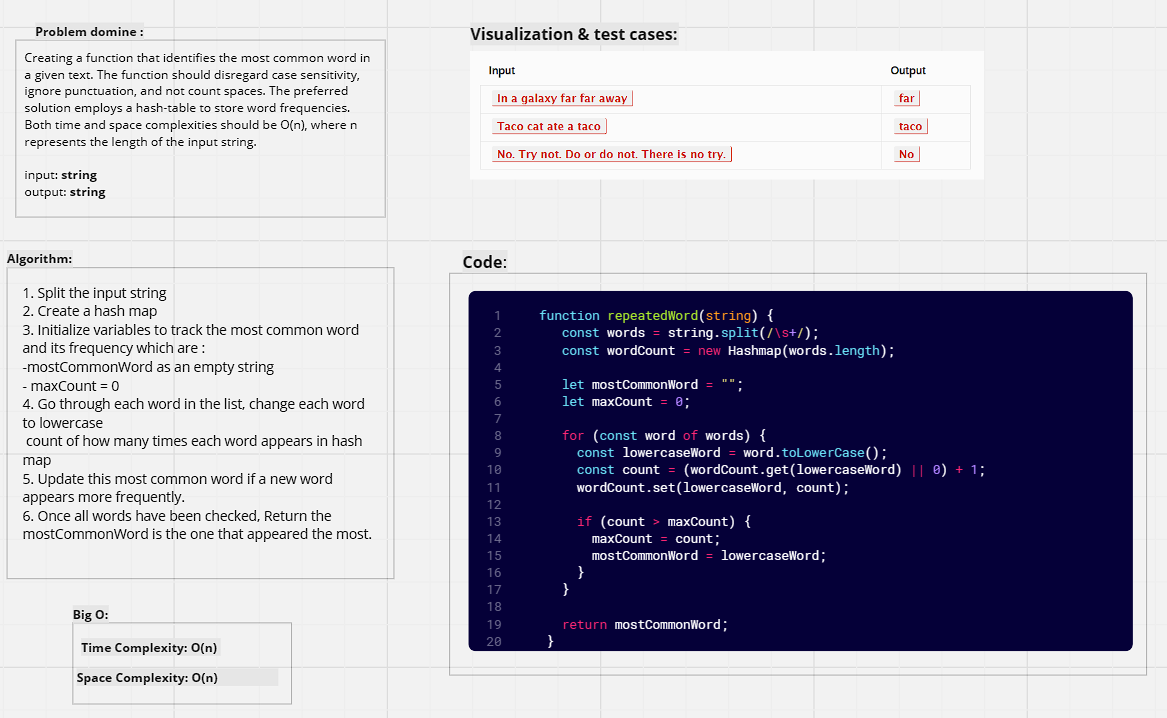 Problem domine :
Creating a function that identifies the most common word in
a given text. The function should disregard case sensitivity,
ignore punctuation, and not count spaces. The preferred
solution employs a hash-table to store word frequencies.
Both time and space complexities should be O(n), where n
represents the length of the input string.
input: string
output: string
Visualization & test cases:
Input Output
In a galaxy far far away far
Taco cat ate a taco taco
No. Try not. Do or do not. There is no try. No
Algorithm:
1. Split the input string
2. Create a hash map
3. Initialize variables to track the most common word
and its frequency which are :
-mostCommonWord as an empty string
- maxCount = 0
4. Go through each word in the list, change each word
to lowercase
count of how many times each word appears in hash
map
5. Update this most common word if a new word
appears more frequently.
6. Once all words have been checked, Return the
mostCommonWord is the one that appeared the most.
Big O:
Time Complexity: O(n)
Space Complexity: O(n)
Code:
1 function repeatedWord(string) {
2 const words = string.split(/\s+/);
3 const wordCount = new Hashmap(words.length);
4
5 let mostCommonWord = "";
6 let maxCount = 0;
7
8 for (const word of words) {
9 const lowercaseWord = word.toLowerCase();
10 const count = (wordCount.get(lowercaseWord) || 0) + 1;
11 wordCount.set(lowercaseWord, count);
12
13 if (count > maxCount) {
14 maxCount = count;
15 mostCommonWord = lowercaseWord;
16 }
17 }
18
19 return mostCommonWord;
20 }